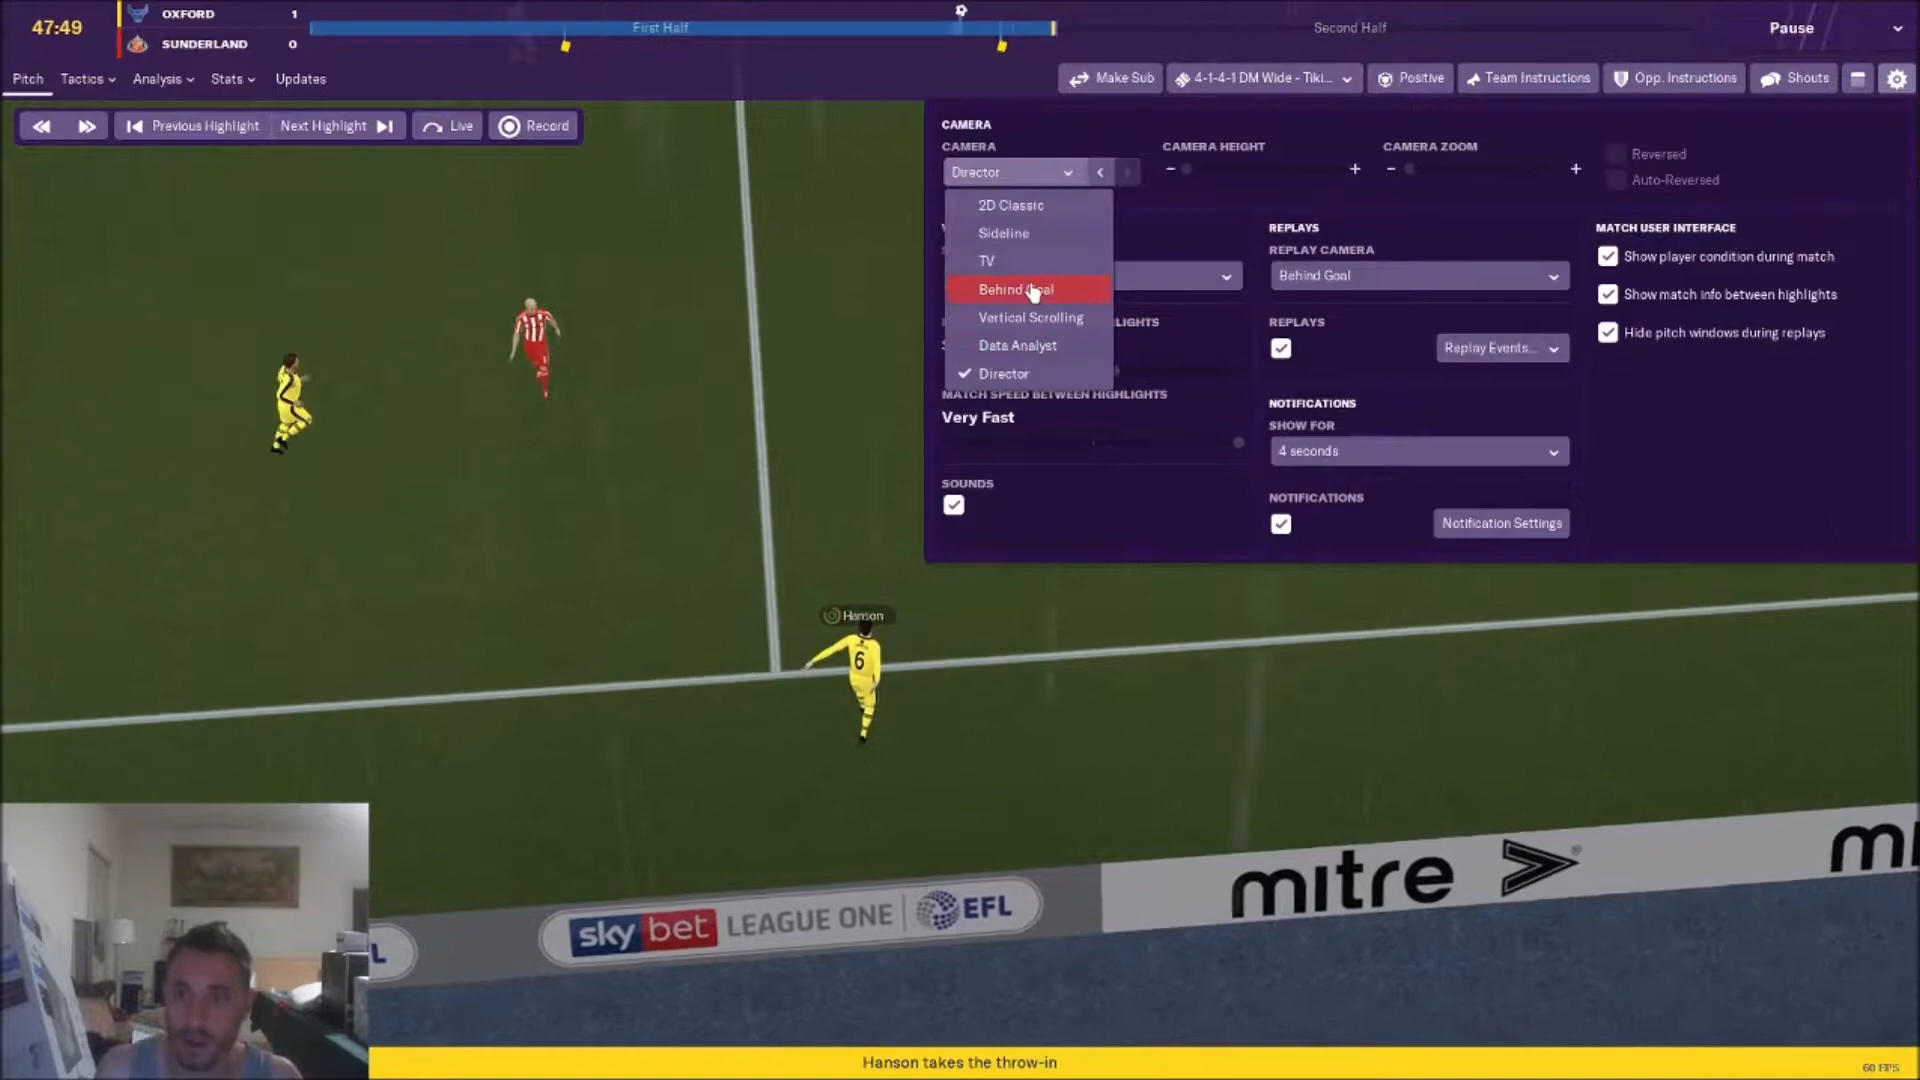 47:49
OXFORD 1
SUNDERLAND 0
First Half
Second Half
Pause
Pitch
Tactics
Analysis
Stats
Updates
Make Sub
4-1-4-1 DM Wide - Tiki...
Positive
Team Instructions
Opp. Instructions
Shouts
Previous Highlight
Next Highlight
Live
Record
CAMERA
CAMERA
Director
2D Classic
Sideline
TV
Behind Goal
Vertical Scrolling
Data Analyst
Director
CAMERA HEIGHT
- +
CAMERA ZOOM
- +
Reversed
Auto-Reversed
MATCH SPEED BETWEEN HIGHLIGHTS
Very Fast
SOUNDS
REPLAYS
REPLAY CAMERA
Behind Goal
REPLAYS
Replay Events...
NOTIFICATIONS
SHOW FOR
4 seconds
NOTIFICATIONS
Notification Settings
MATCH USER INTERFACE
Show player condition during match
Show match info between highlights
Hide pitch windows during replays
Hanson
6
sky bet LEAGUE ONE EFL
mitre
Hanson takes the throw-in
60 FPS